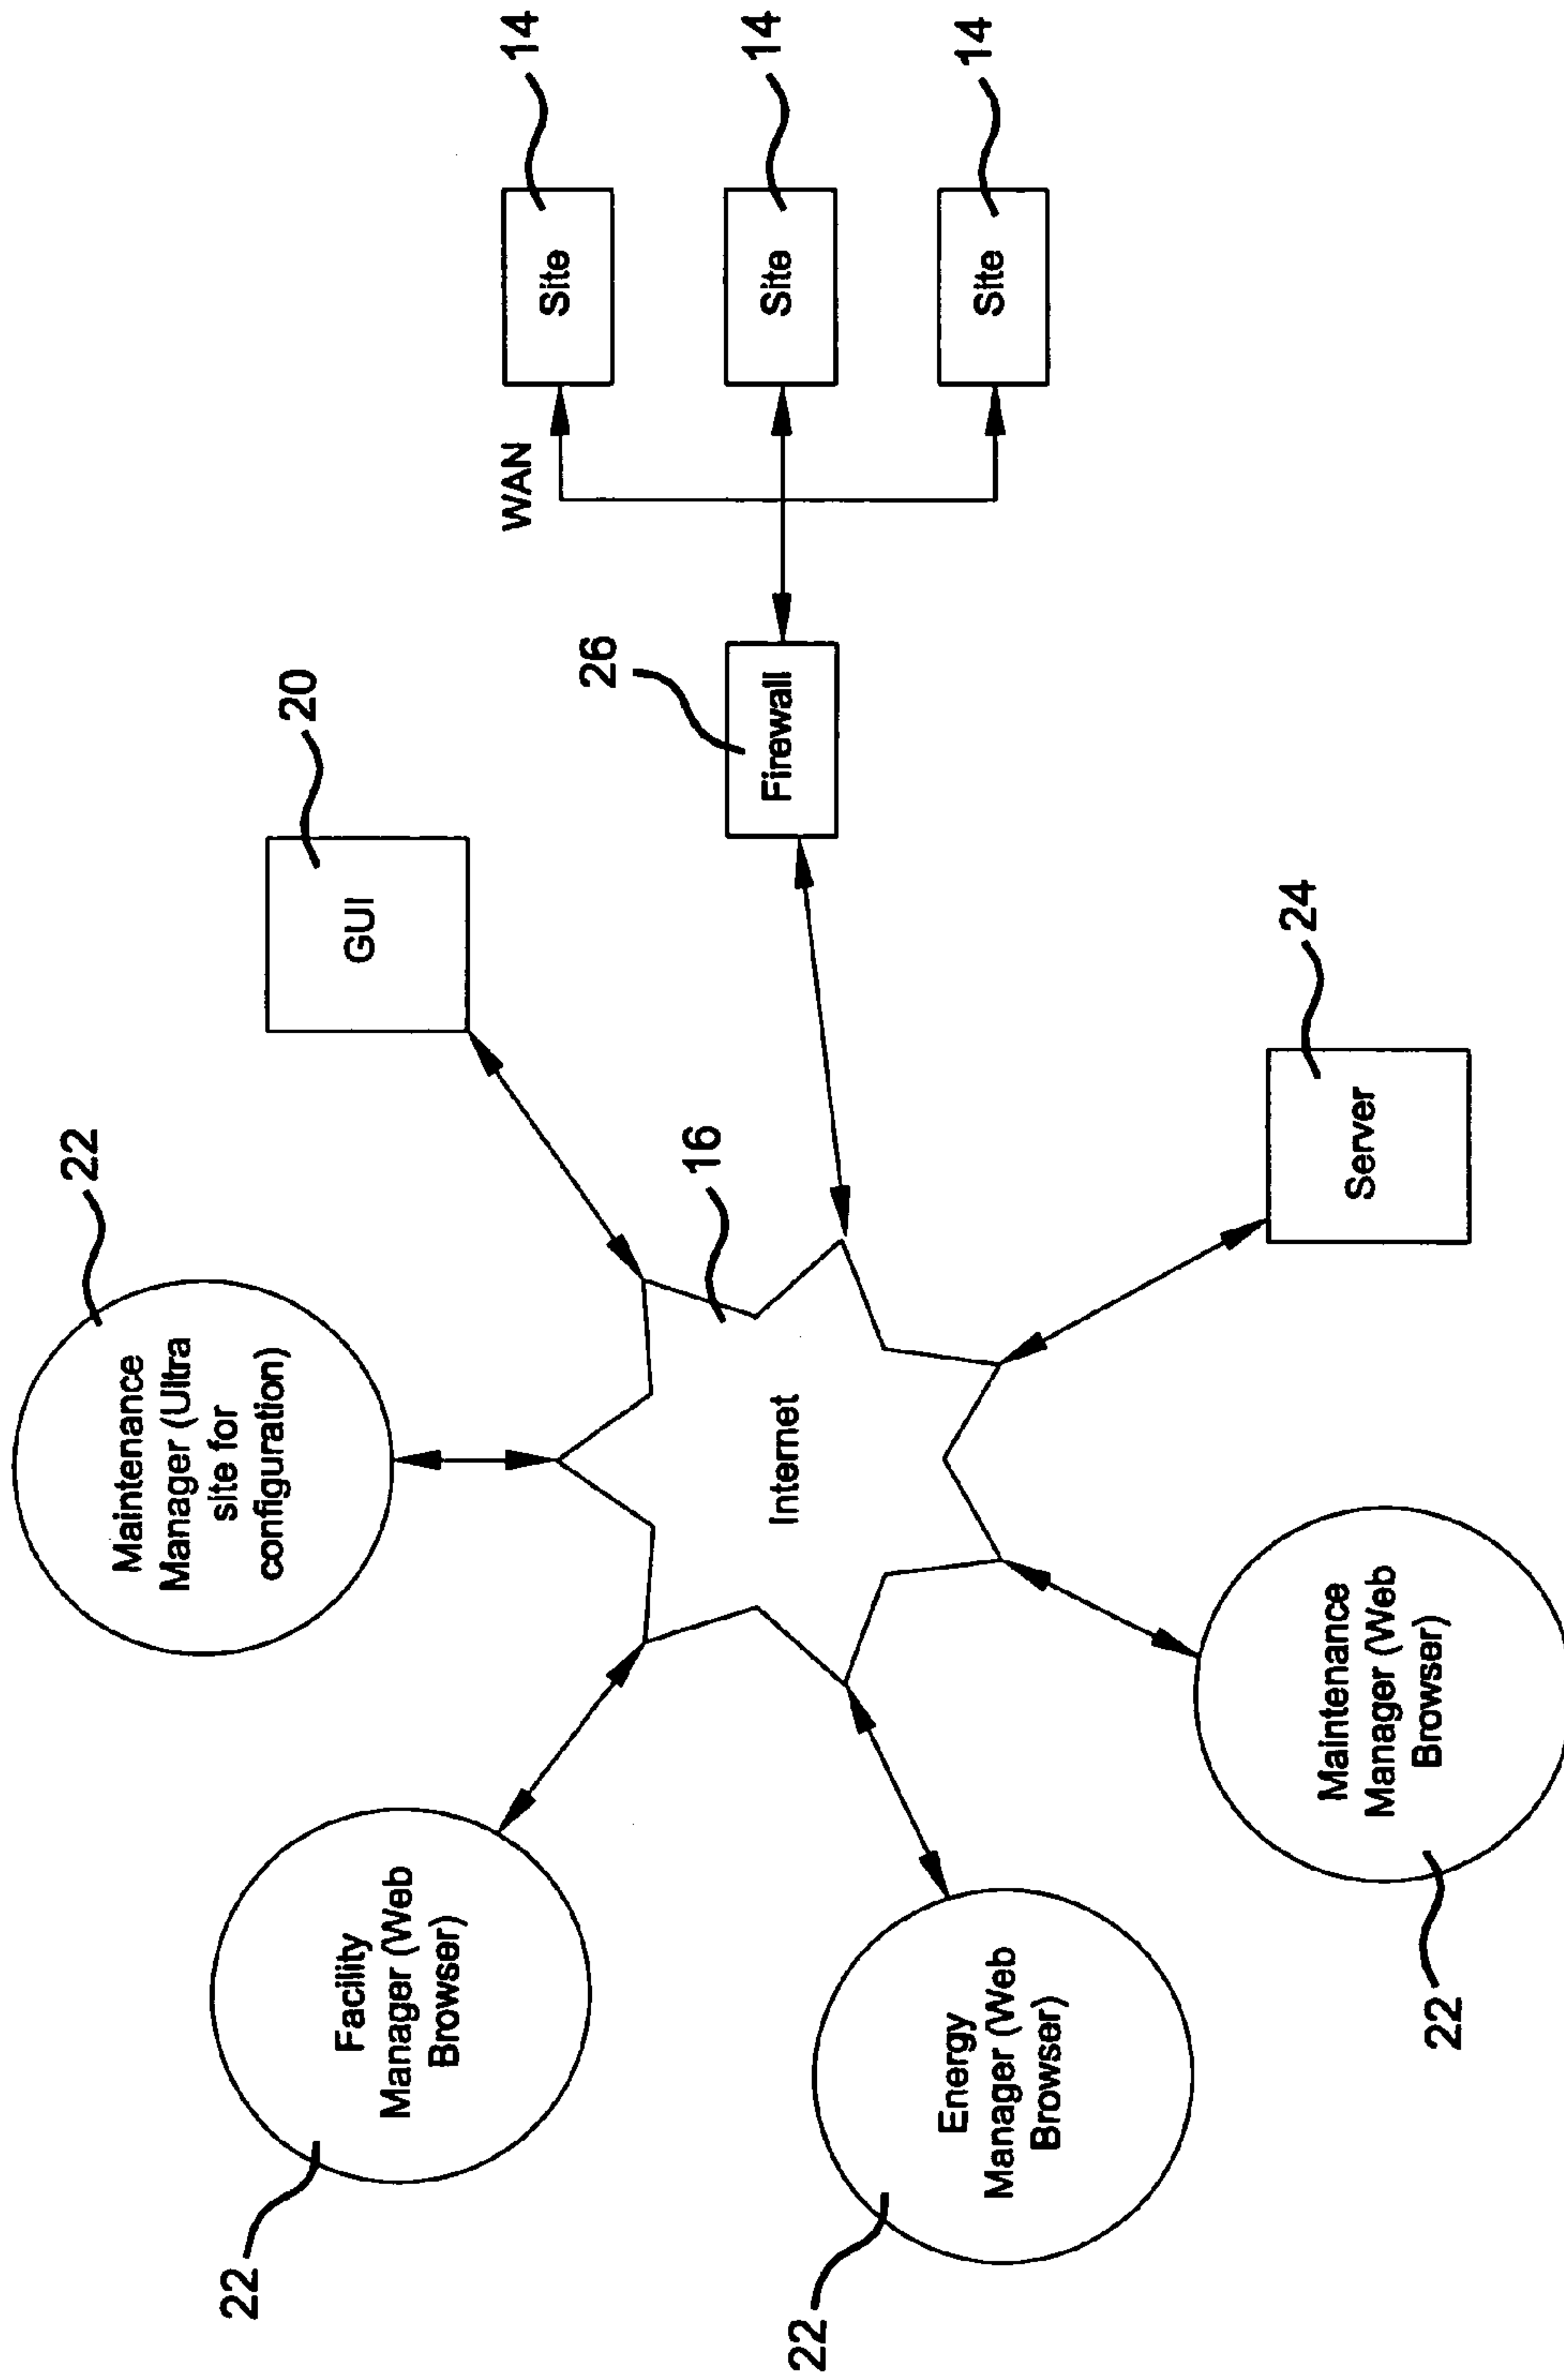 22
Maintenance
Manager (Ultra
site for
configuration)
22
Facility
Manager (Web
Browser)
20
GUI
16
Internet
26
Firewall
WAN
Site
14
Site
14
Site
14
22
Energy
Manager (Web
Browser)
Server
24
Maintenance
Manager (Web
Browser)
22